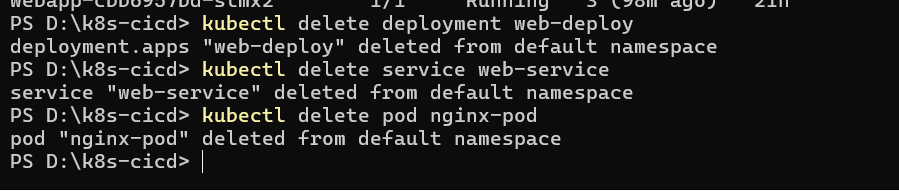 1/1 Running 3 (98m ago) 21h
PS D:\k8s-cicd> kubectl delete deployment web-deploy
deployment.apps "web-deploy" deleted from default namespace
PS D:\k8s-cicd> kubectl delete service web-service
service "web-service" deleted from default namespace
PS D:\k8s-cicd> kubectl delete pod nginx-pod
pod "nginx-pod" deleted from default namespace
PS D:\k8s-cicd>